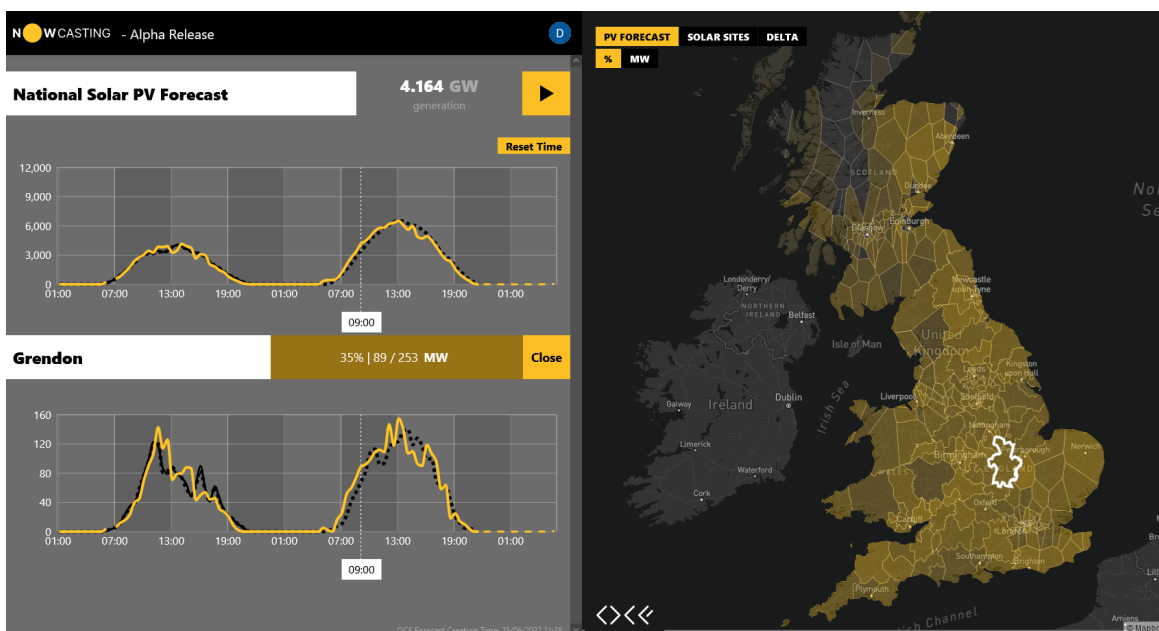 NOWCASTING - Alpha Release
D
National Solar PV Forecast
4.164 GW
generation
Reset Time
12,000
9,000
6,000
3,000
0
01:00 07:00 13:00 19:00 01:00 07:00 13:00 19:00 01:00
09:00
Grendon
35% | 89 / 253 MW
Close
160
120
80
40
0
01:00 07:00 13:00 19:00 01:00 07:00 13:00 19:00 01:00
09:00
PV FORECAST SOLAR SITES DELTA
% MW
Inverness
Aberdeen
SCOTLAND
Dundee
Glasgow
Edinburgh
Londonderry/
Derry
NORTHERN
IRELAND
Belfast
Newcastle
upon Tyne
United
Kingdom
Isle of Man
Irish Sea
Leeds
Kingston
upon Hull
Galway
Ireland
Dublin
Liverpool
Sheffield
Nottingham
Limerick
Birmingham
Norwich
WALES
ENGLAND
Waterford
Cork
Oxford
Cardiff
London
Southampton
Brighton
Plymouth
Channel
Amiens
© Mapbo